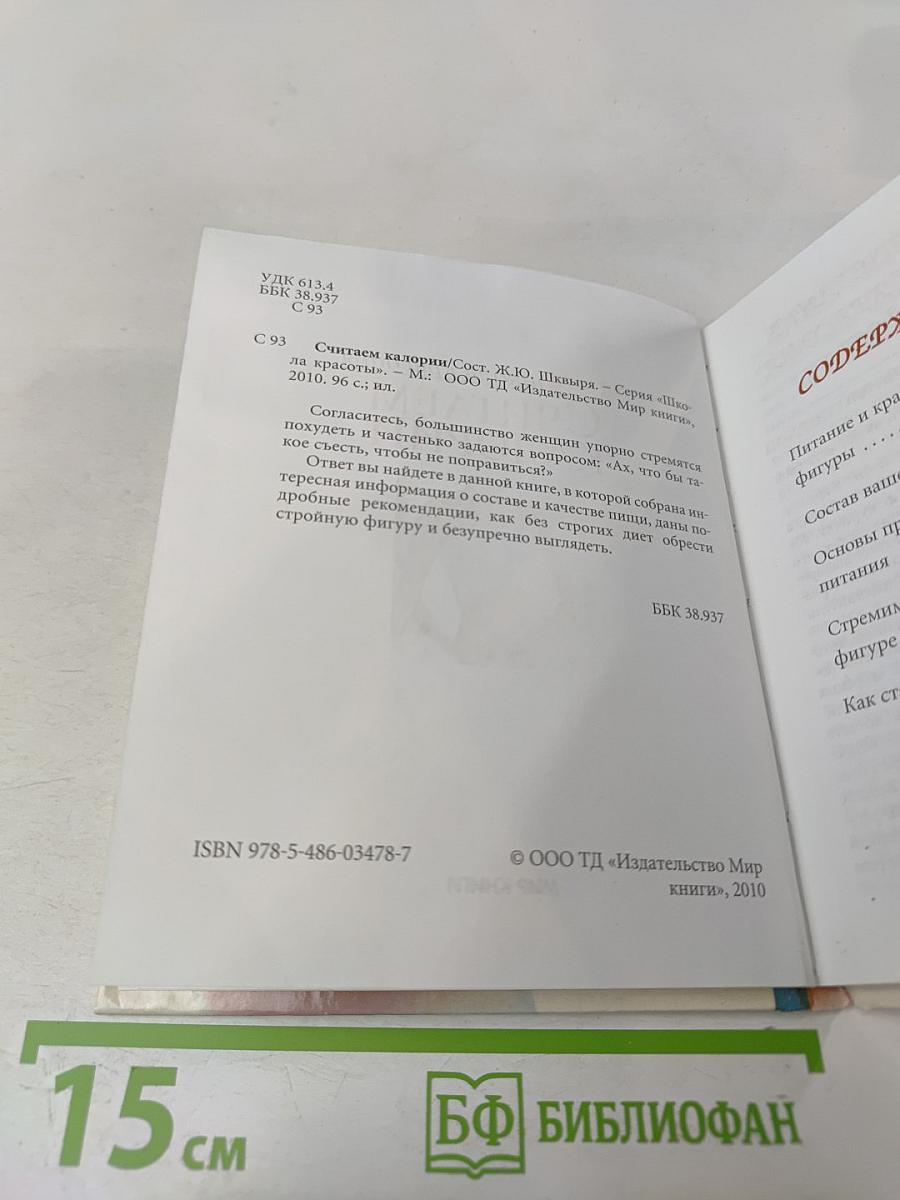 УДК 613.4
ББК 38.937
С 93
С 93 Считаем калории/Сост. Ж.Ю. Шквыря. – Серия «Шко-
ла красоты». – М.: ООО ТД «Издательство Мир книги»,
2010. 96 с.; ил.
Согласитесь, большинство женщин упорно стремятся
похудеть и частенько задаются вопросом: «Ах, что бы та-
кое съесть, чтобы не поправиться?»
Ответ вы найдете в данной книге, в которой собрана ин-
тересная информация о составе и качестве пищи, даны по-
дробные рекомендации, как без строгих диет обрести
стройную фигуру и безупречно выглядеть.
ББК 38.937
ISBN 978-5-486-03478-7
© ООО ТД «Издательство Мир
книги», 2010
СОДЕРЖ
Питание и кра
фигуры . . . .
Состав ваше
Основы пр
питания
Стремим
фигуре
Как ст
15 см
БФ БИБЛИОФАН